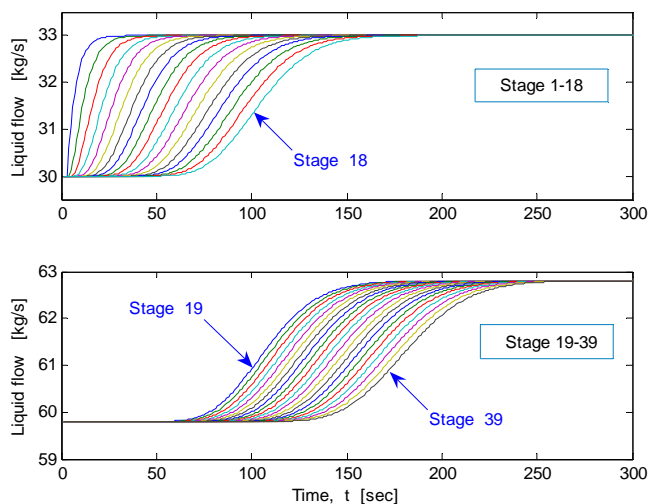 33
32
31
30
Liquid flow [kg/s]
Stage 1-18
Stage 18
0 50 100 150 200 250 300
63
62
61
60
59
Liquid flow [kg/s]
Stage 19
Stage 19-39
Stage 39
0 50 100 150 200 250 300
Time, t [sec]